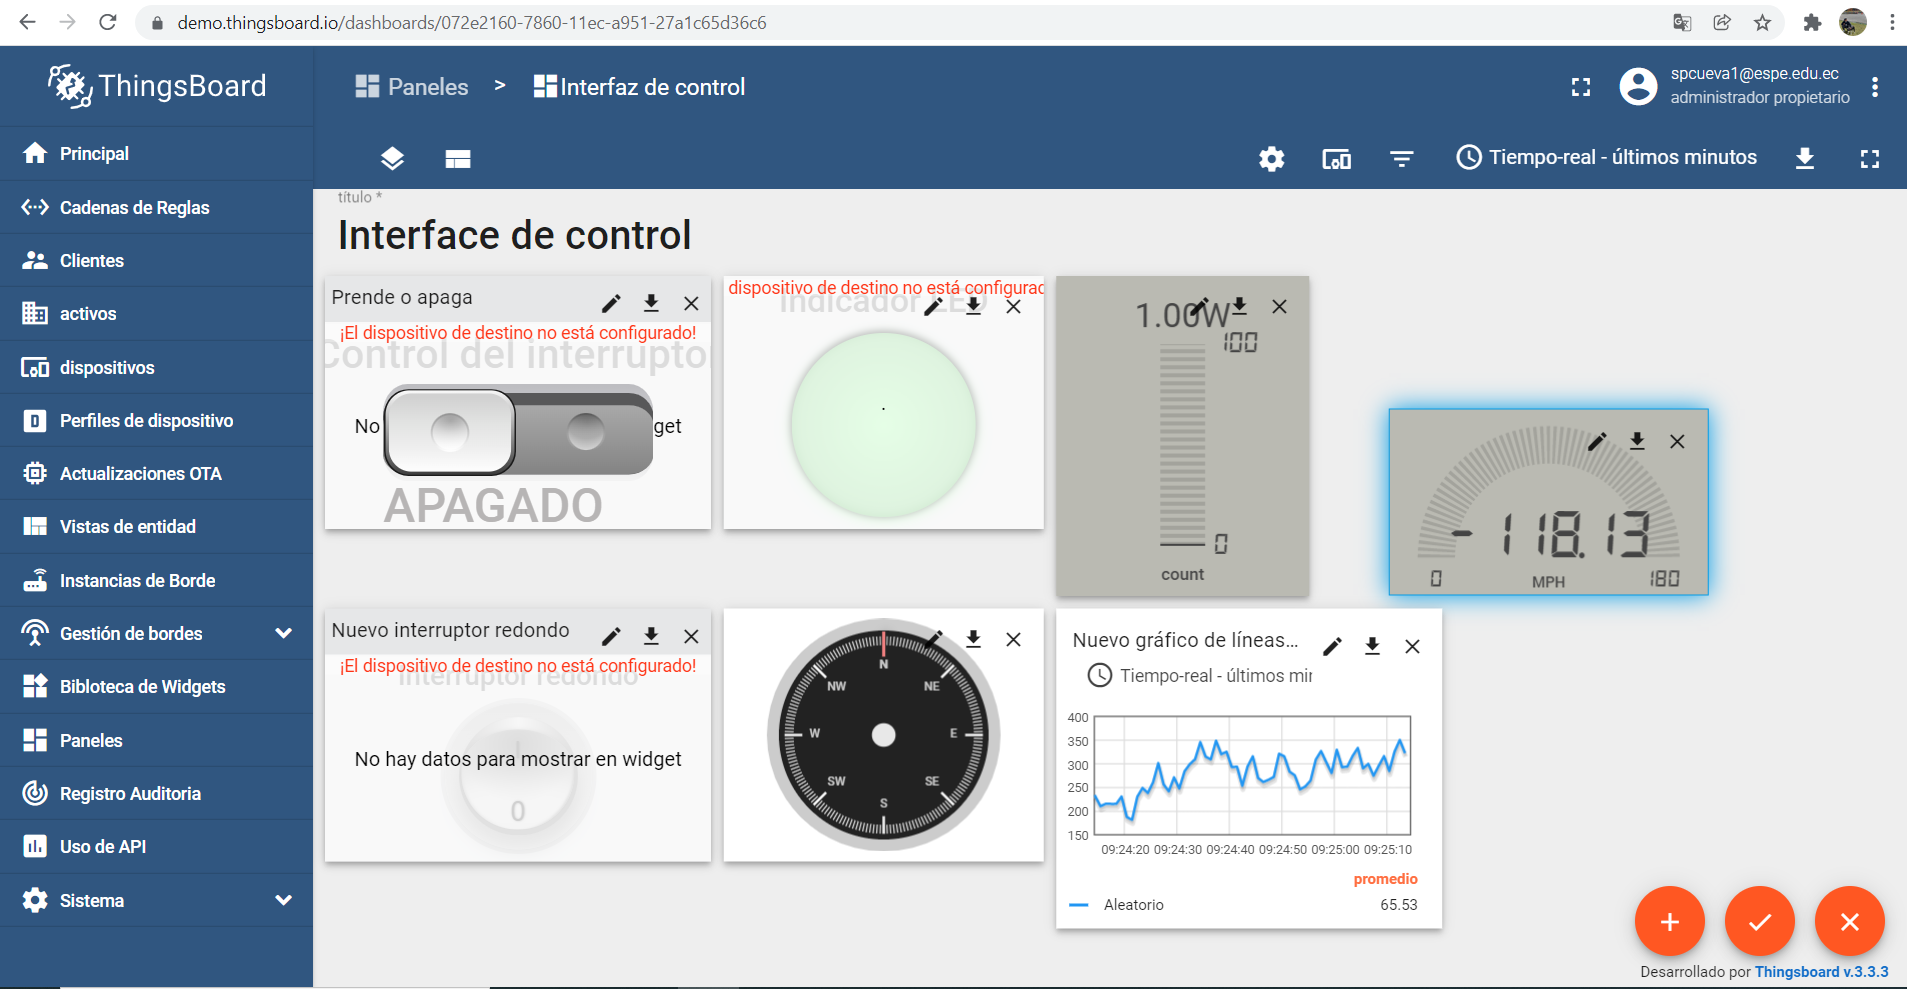 demo.thingsboard.io/dashboards/072e2160-7860-11ec-a951-27a1c65d36c6
ThingsBoard
Paneles > Interfaz de control
spcueva1@espe.edu.ec
administrador propietario
Tiempo-real - últimos minutos
Principal
Cadenas de Reglas
Clientes
activos
dispositivos
Perfiles de dispositivo
Actualizaciones OTA
Vistas de entidad
Instancias de Borde
Gestión de bordes
Bibloteca de Widgets
Paneles
Registro Auditoria
Uso de API
Sistema
título *
Interface de control
Prende o apaga
¡El dispositivo de destino no está configurado!
Control del interrupto
No get
APAGADO
dispositivo de destino no está configurad
Indicador LED
1.00W
100
0
count
-118.13
0 MPH 180
Nuevo interruptor redondo
¡El dispositivo de destino no está configurado!
interruptor redondo
No hay datos para mostrar en widget
0
N
NW NE
W E
SW SE
S
Nuevo gráfico de líneas...
Tiempo-real - últimos mir
400
350
300
250
200
150
09:24:20 09:24:30 09:24:40 09:24:50 09:25:00 09:25:10
promedio
Aleatorio 65.53
Desarrollado por Thingsboard v.3.3.3